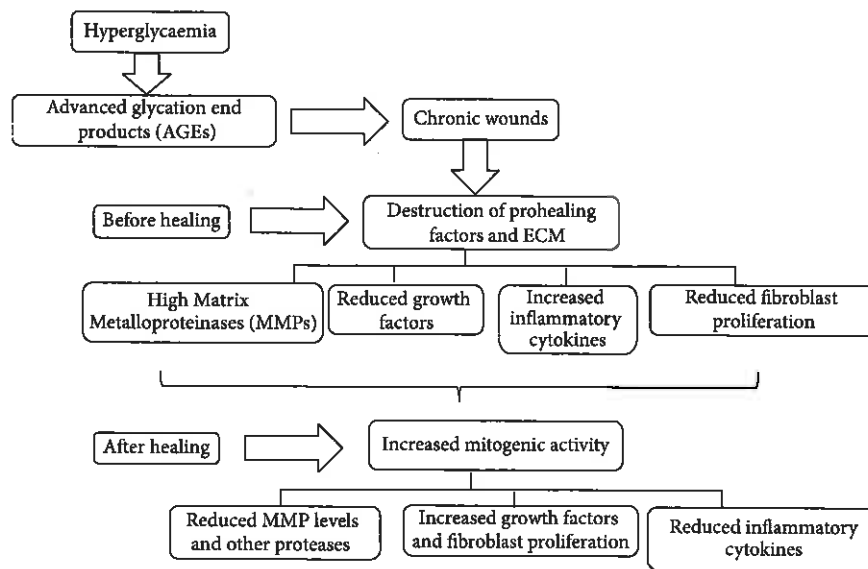 Hyperglycaemia
Advanced glycation end
products (AGEs)
Chronic wounds
Before healing
Destruction of prohealing
factors and ECM
High Matrix
Metalloproteinases (MMPs)
Reduced growth
factors
Increased
inflammatory
cytokines
Reduced fibroblast
proliferation
After healing
Increased mitogenic activity
Reduced MMP levels
and other proteases
Increased growth factors
and fibroblast proliferation
Reduced inflammatory
cytokines